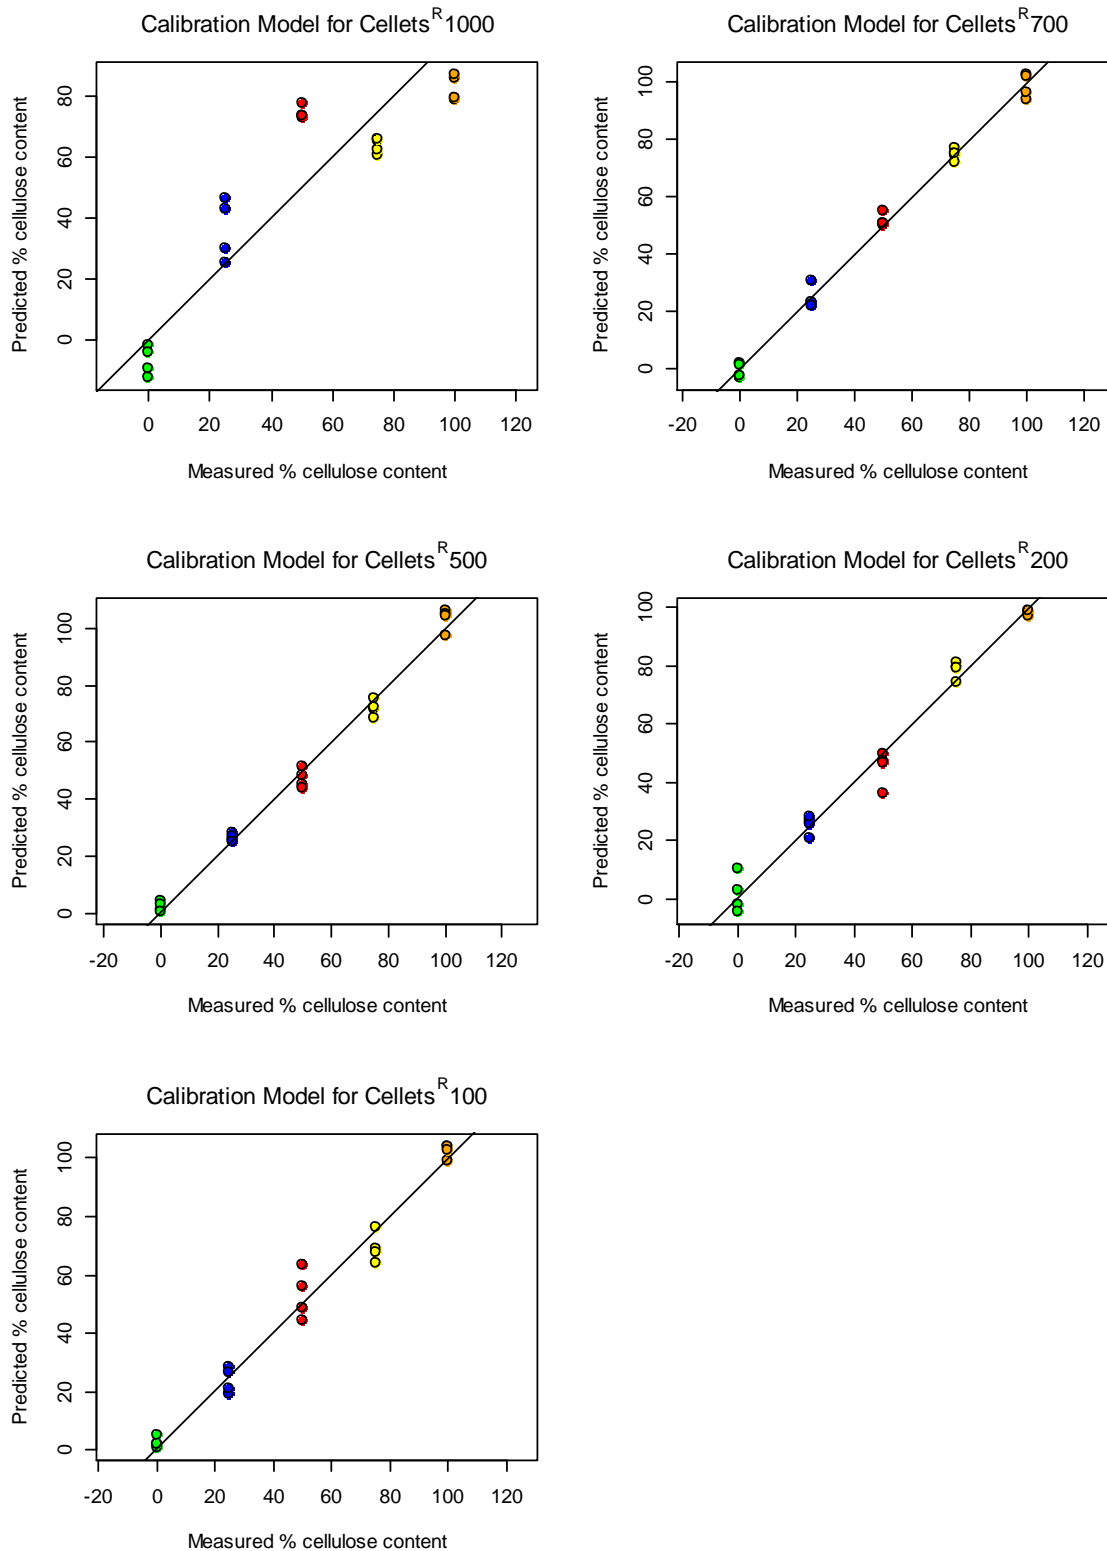 Calibration Model for Cellets^R 1000
Predicted % cellulose content
80
60
40
20
0
0 20 40 60 80 100 120
Measured % cellulose content
Calibration Model for Cellets^R 700
Predicted % cellulose content
100
80
60
40
20
0
-20 0 20 40 60 80 100 120
Measured % cellulose content
Calibration Model for Cellets^R 500
Predicted % cellulose content
100
80
60
40
20
0
-20 0 20 40 60 80 100 120
Measured % cellulose content
Calibration Model for Cellets^R 200
Predicted % cellulose content
100
80
60
40
20
0
-20 0 20 40 60 80 100 120
Measured % cellulose content
Calibration Model for Cellets^R 100
Predicted % cellulose content
100
80
60
40
20
0
-20 0 20 40 60 80 100 120
Measured % cellulose content